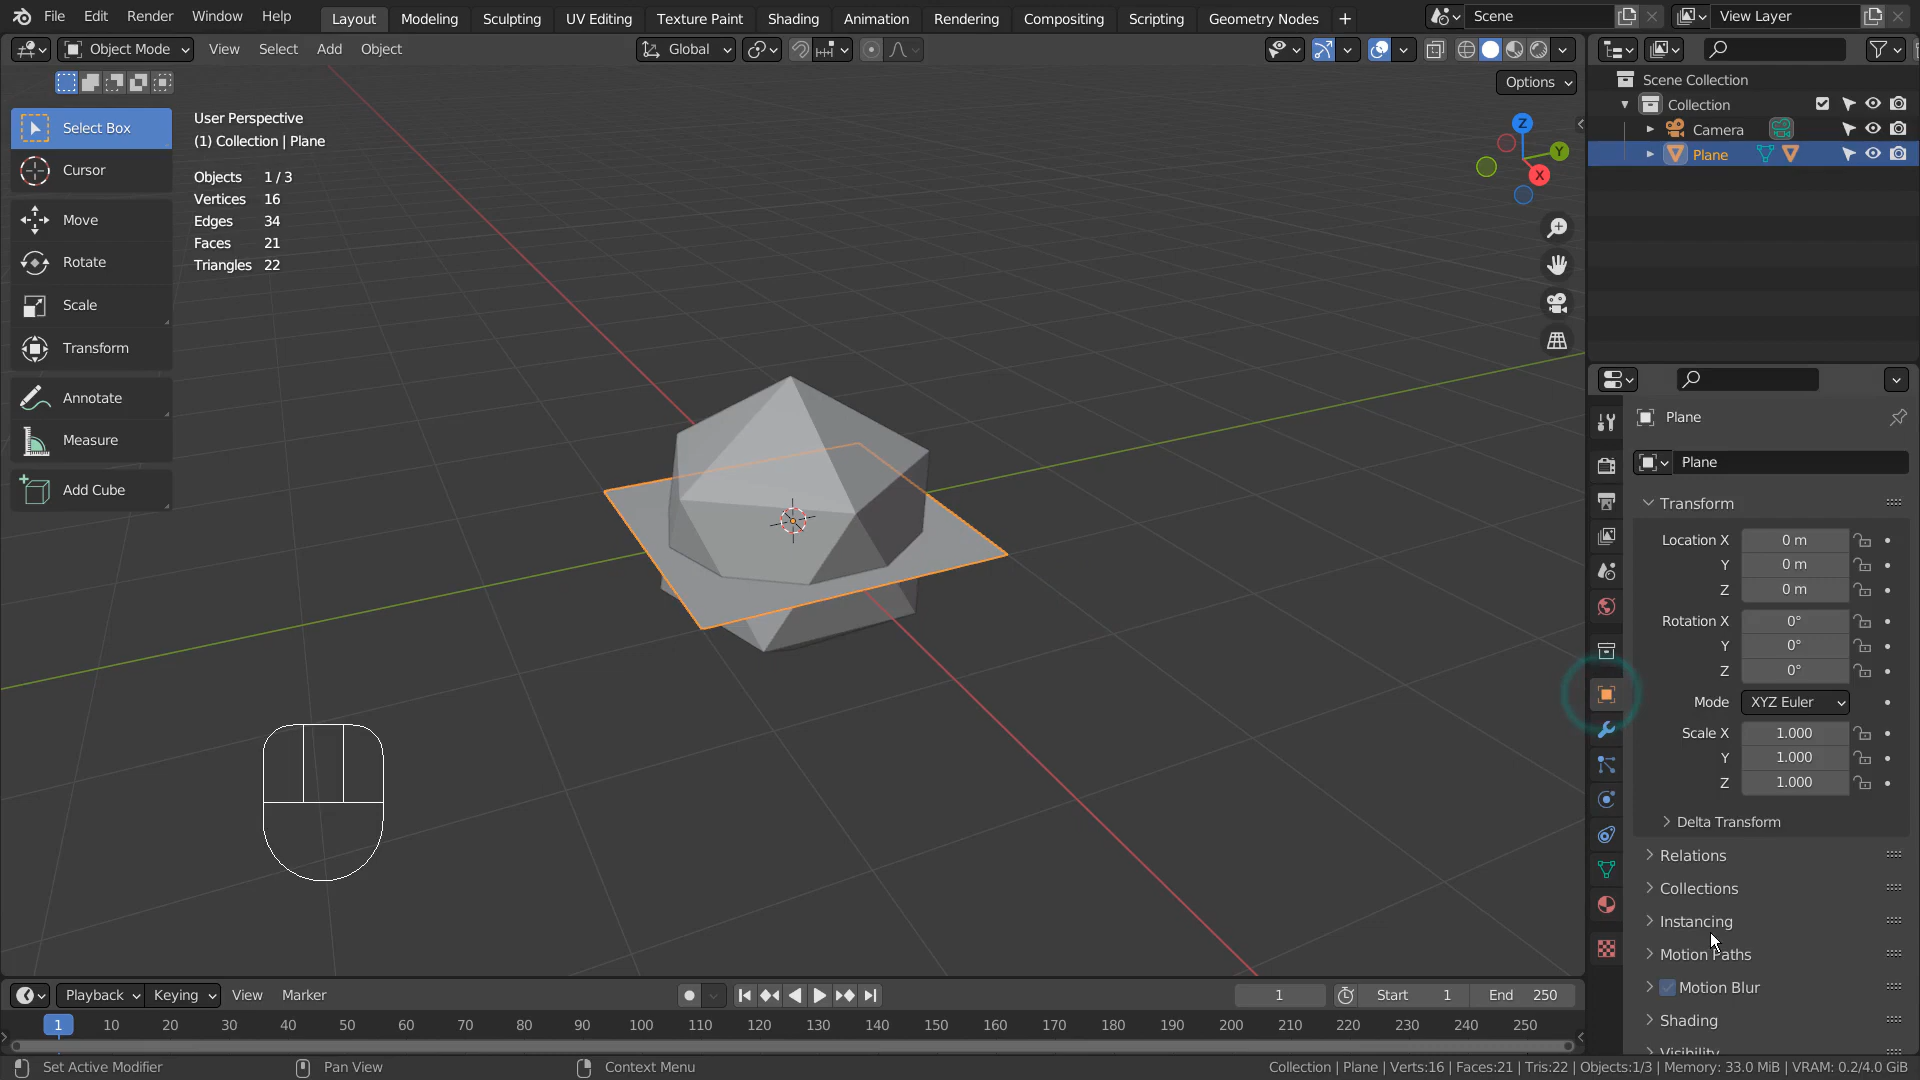 File Edit Render Window Help Layout Modeling Sculpting UV Editing Texture Paint Shading Animation Rendering Compositing Scripting Geometry Nodes + Scene View Layer
Object Mode View Select Add Object Global
Options
Select Box
Cursor
Move
Rotate
Scale
Transform
Annotate
Measure
Add Cube
User Perspective
(1) Collection | Plane
Objects 1 / 3
Vertices 16
Edges 34
Faces 21
Triangles 22
Z
Y
X
Scene Collection
Collection
Camera
Plane
Plane
Plane
Transform
Location X 0 m
Y 0 m
Z 0 m
Rotation X 0°
Y 0°
Z 0°
Mode XYZ Euler
Scale X 1.000
Y 1.000
Z 1.000
Delta Transform
Relations
Collections
Instancing
Motion Paths
Motion Blur
Shading
Visibility
Playback Keying View Marker 1 Start 1 End 250
1 10 20 30 40 50 60 70 80 90 100 110 120 130 140 150 160 170 180 190 200 210 220 230 240 250
Set Active Modifier Pan View Context Menu Collection | Plane | Verts:16 | Faces:21 | Tris:22 | Objects:1/3 | Memory: 33.0 MiB | VRAM: 0.2/4.0 GiB